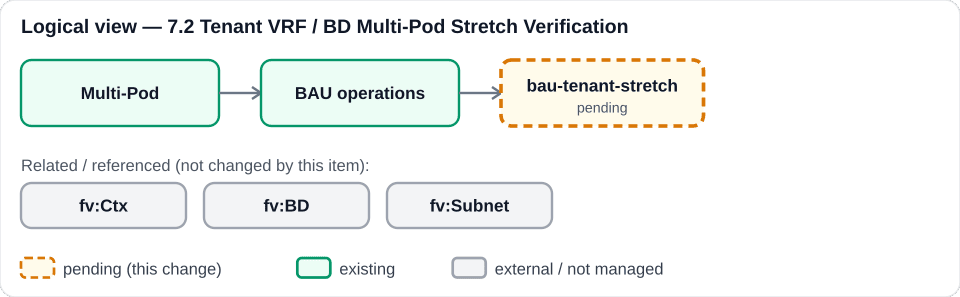 Logical view — 7.2 Tenant VRF / BD Multi-Pod Stretch Verification
Multi-Pod
BAU operations
bau-tenant-stretch
pending
Related / referenced (not changed by this item):
fv:Ctx
fv:BD
fv:Subnet
pending (this change)
existing
external / not managed